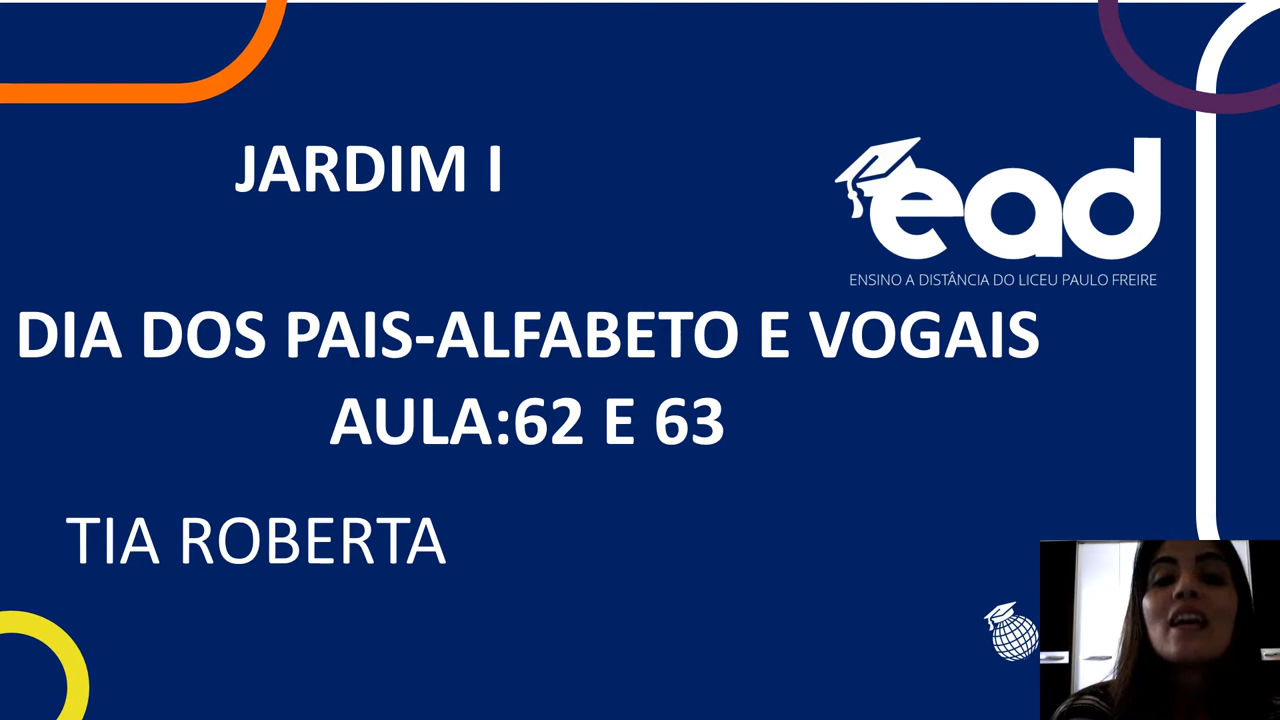 JARDIM I
ead
ENSINO A DISTÂNCIA DO LICEU PAULO FREIRE
DIA DOS PAIS-ALFABETO E VOGAIS
AULA:62 E 63
TIA ROBERTA